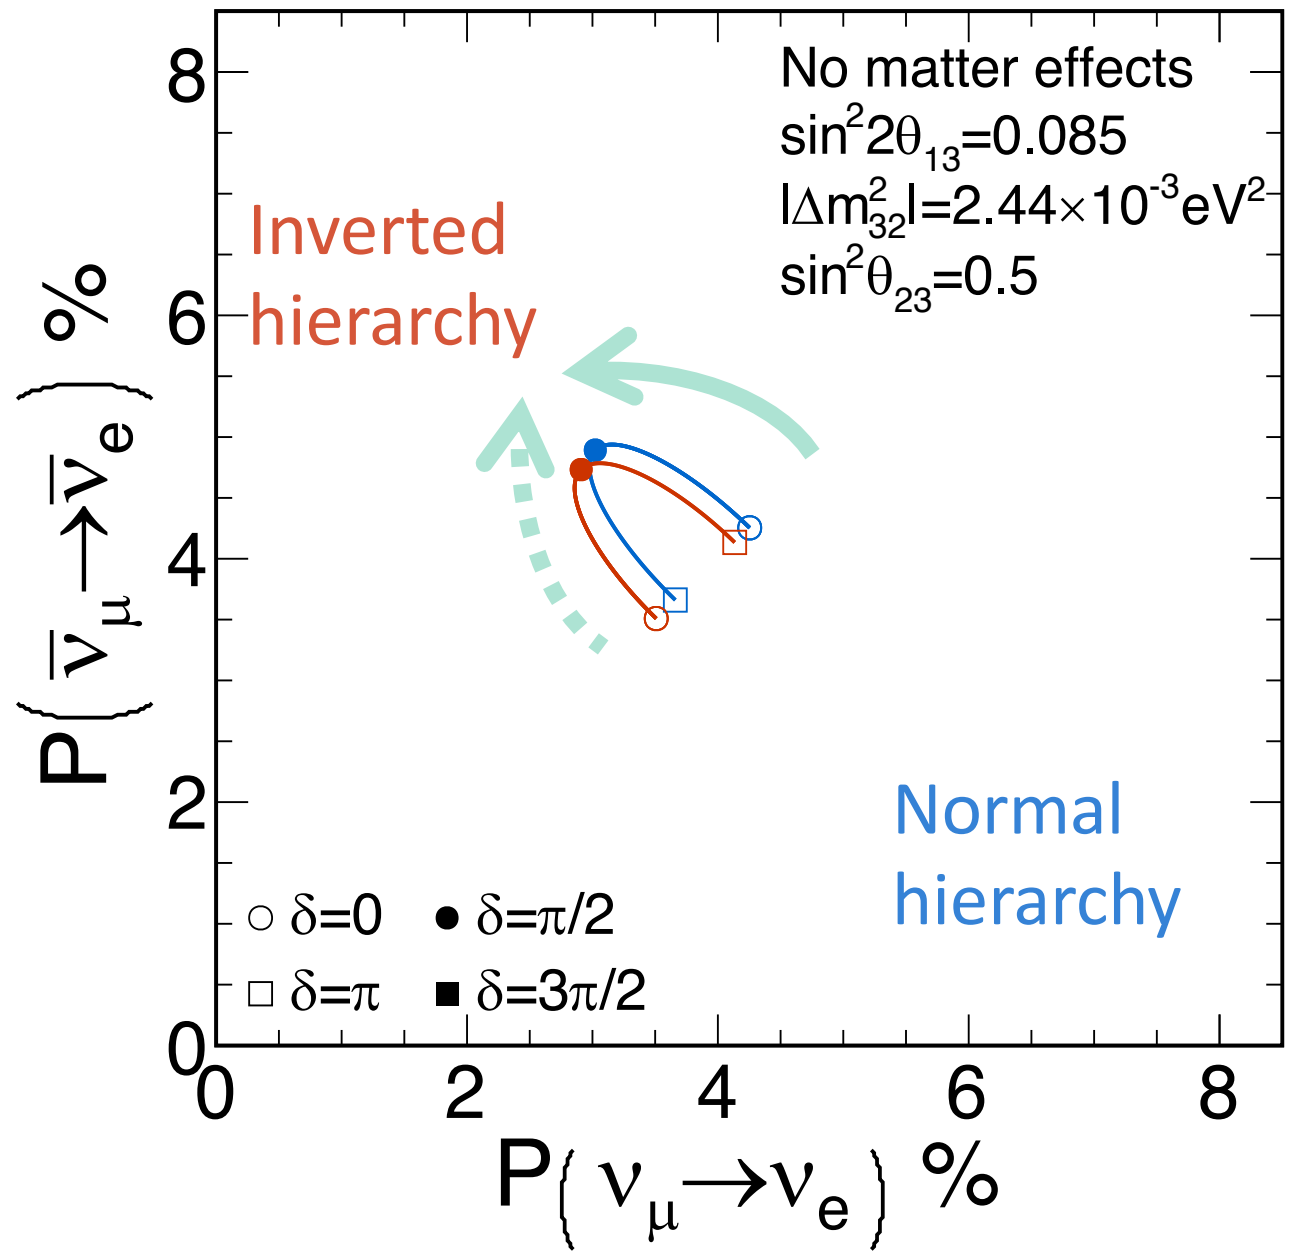 No matter effects
sin²2θ₁₃=0.085
|Δm²₃₂|=2.44×10⁻³eV²
sin²θ₂₃=0.5
Inverted
hierarchy
Normal
hierarchy
δ=0 δ=π/2
δ=π δ=3π/2
8
6
4
2
0
0 2 4 6 8
P(ν̅μ→ν̅e) %
P(νμ→νe) %